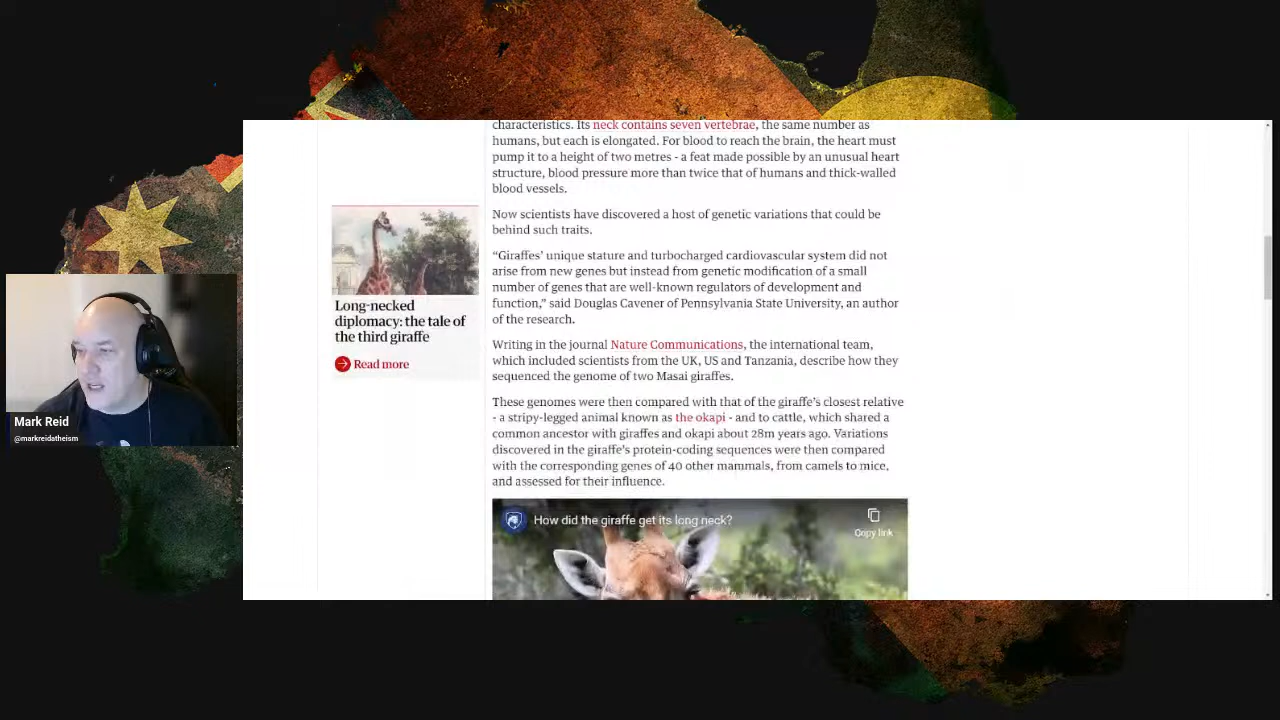 characteristics. Its neck contains seven vertebrae, the same number as
humans, but each is elongated. For blood to reach the brain, the heart must
pump it to a height of two metres - a feat made possible by an unusual heart
structure, blood pressure more than twice that of humans and thick-walled
blood vessels.
Now scientists have discovered a host of genetic variations that could be
behind such traits.
“Giraffes’ unique stature and turbocharged cardiovascular system did not
arise from new genes but instead from genetic modification of a small
number of genes that are well-known regulators of development and
function,” said Douglas Cavener of Pennsylvania State University, an author
of the research.
Long-necked
diplomacy: the tale of
the third giraffe
Read more
Writing in the journal Nature Communications, the international team,
which included scientists from the UK, US and Tanzania, describe how they
sequenced the genome of two Masai giraffes.
These genomes were then compared with that of the giraffe’s closest relative
- a stripy-legged animal known as the okapi - and to cattle, which shared a
common ancestor with giraffes and okapi about 28m years ago. Variations
discovered in the giraffe’s protein-coding sequences were then compared
with the corresponding genes of 40 other mammals, from camels to mice,
and assessed for their influence.
How did the giraffe get its long neck?
Copy link
Mark Reid
@markreidatheism